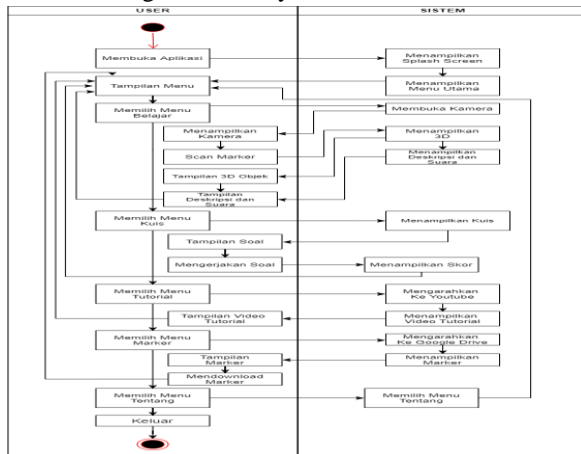 USER
SISTEM
Membuka Aplikasi
Menampilkan
Splash Screen
Tampilan Menu
Menampilkan
Menu Utama
Memilih Menu
Belajar
Membuka Kamera
Menampilkan
Kamera
Menampilkan
3D
Scan Marker
Menampilkan
Deskripsi dan
Suara
Tampilan 3D Objek
Tampilan
Deskripsi dan
Suara
Memilih Menu
Kuis
Menampilkan Kuis
Tampilan Soal
Mengerjakan Soal
Menampilkan Skor
Memilih Menu
Tutorial
Mengarahkan
Ke Youtube
Tampilan Video
Tutorial
Menampilkan
Video Tutorial
Memilih Menu
Marker
Mengarahkan
Ke Google Drive
Tampilan
Marker
Menampilkan
Marker
Mendownload
Marker
Memilih Menu
Tentang
Memilih Menu
Tentang
Keluar